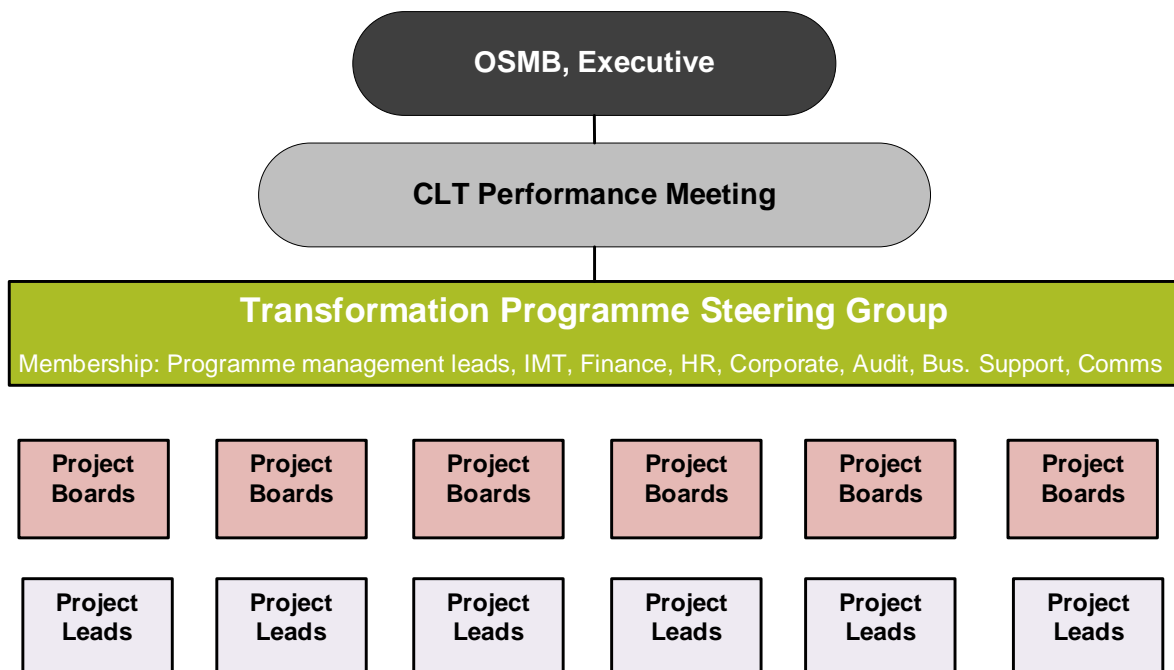 OSMB, Executive
CLT Performance Meeting
Transformation Programme Steering Group
Membership: Programme management leads, IMT, Finance, HR, Corporate, Audit, Bus. Support, Comms
Project
Boards
Project
Boards
Project
Boards
Project
Boards
Project
Boards
Project
Boards
Project
Leads
Project
Leads
Project
Leads
Project
Leads
Project
Leads
Project
Leads